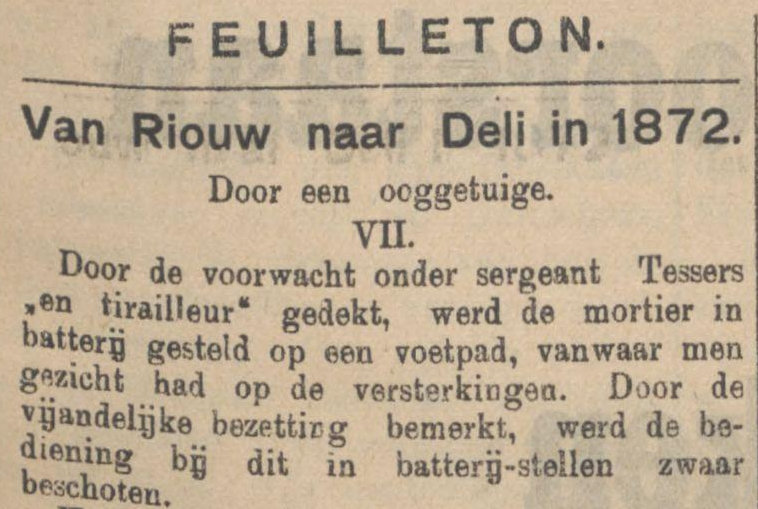 FEUILLETON.
Van Riouw naar Deli in 1872.
Door een ooggetuige.
VII.
Door de voorwacht onder sergeant Tessers
„en tirailleur“ gedekt, werd de mortier in
batterij gesteld op een voetpad, vanwaar men
gezicht had op de versterkingen. Door de
vijandelijke bezetting bemerkt, werd de be-
diening bij dit in batterij-stellen zwaar
beschoten.